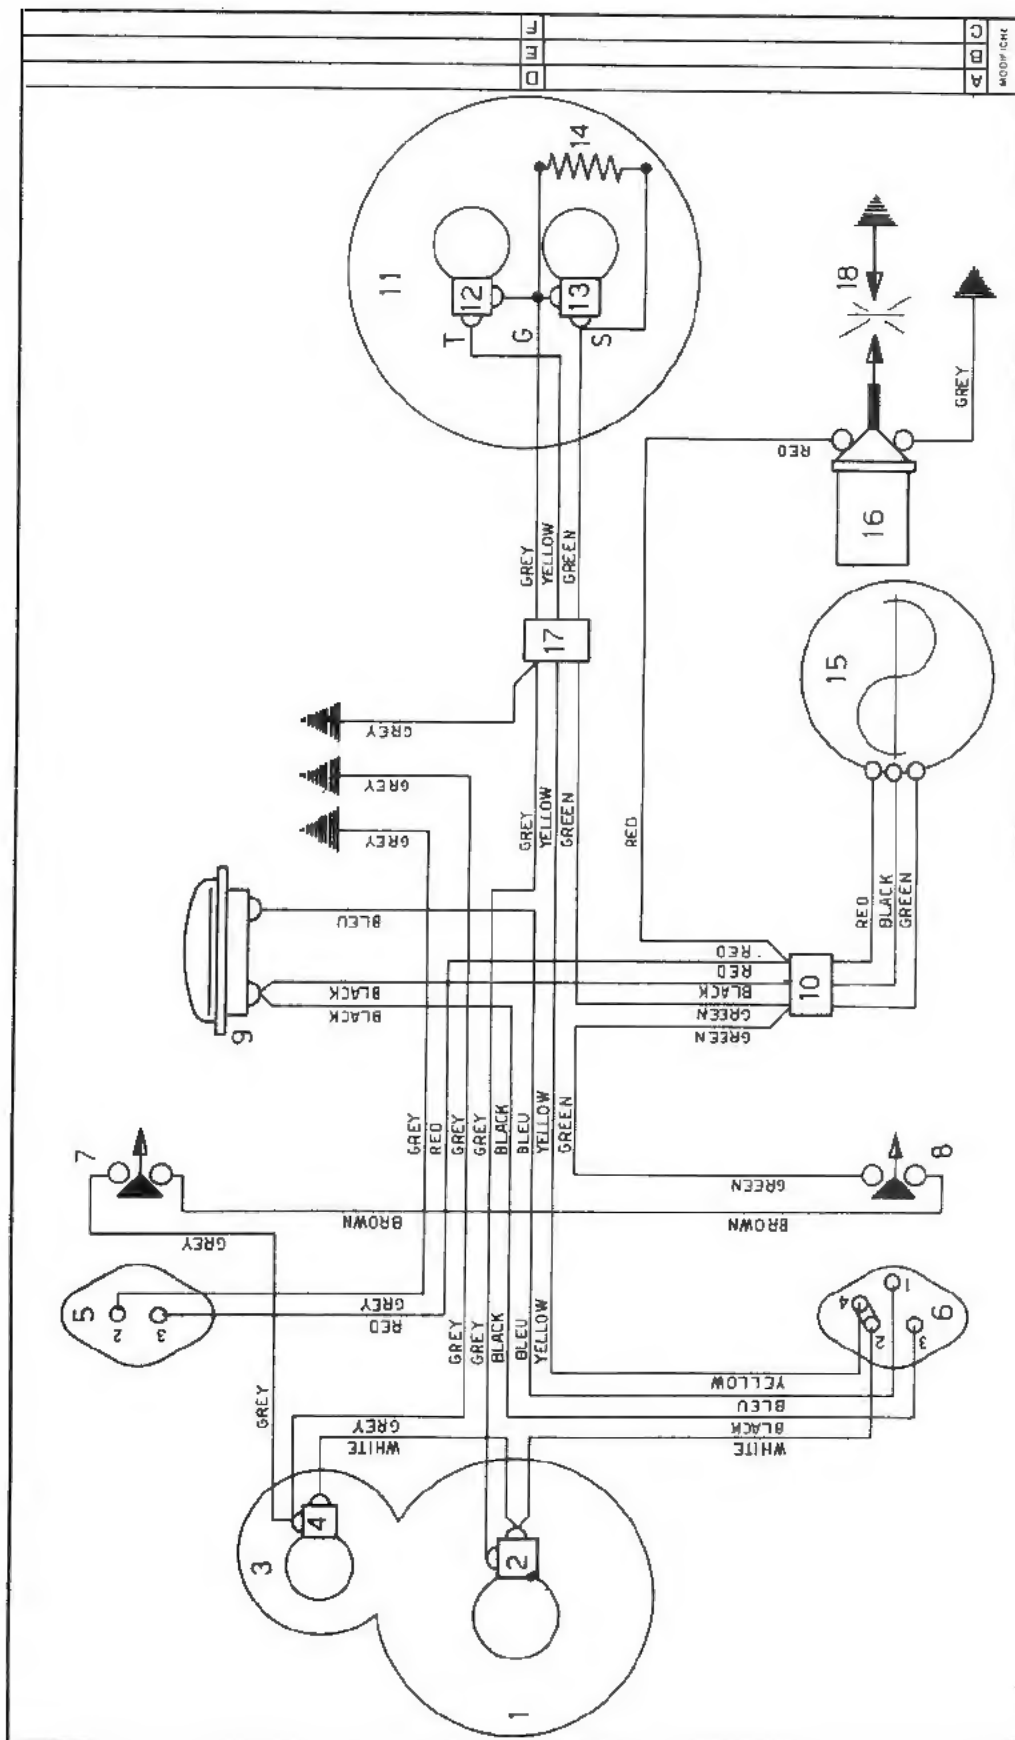 MODIFICHE
A
B
C
D
E
F
11
12
13
14
T
G
S
GREY
YELLOW
GREEN
17
18
GREY
RED
16
15
GREY
GREY
GREY
GREY
YELLOW
GREEN
RED
RED
BLACK
GREEN
9
BLEU
BLACK
BLACK
RED
RED
BLACK
GREEN
GREEN
10
7
8
GREY
RED
GREY
GREY
BLACK
BLEU
YELLOW
GREEN
GREY
BROWN
BROWN
GREEN
5
2
3
GREY
RED
6
4
1
2
3
GREY
GREY
BLACK
BLEU
YELLOW
YELLOW
BLEU
BLACK
WHITE
GREY
GREY
WHITE
3
4
2
1